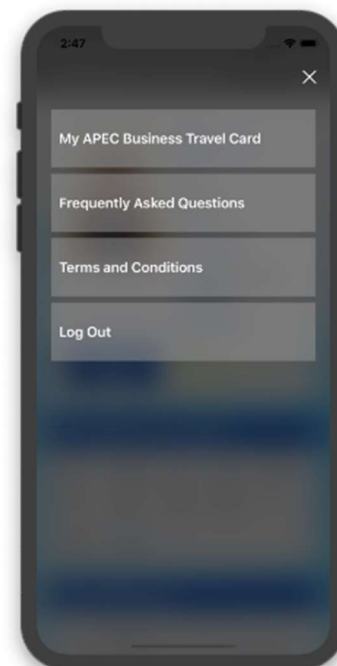 2:47
My APEC Business Travel Card
Frequently Asked Questions
Terms and Conditions
Log Out